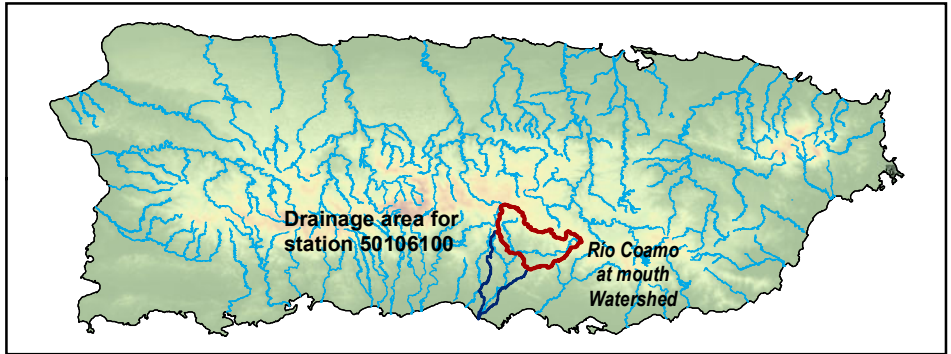 Drainage area for
station 50106100
Rio Coamo
at mouth
Watershed